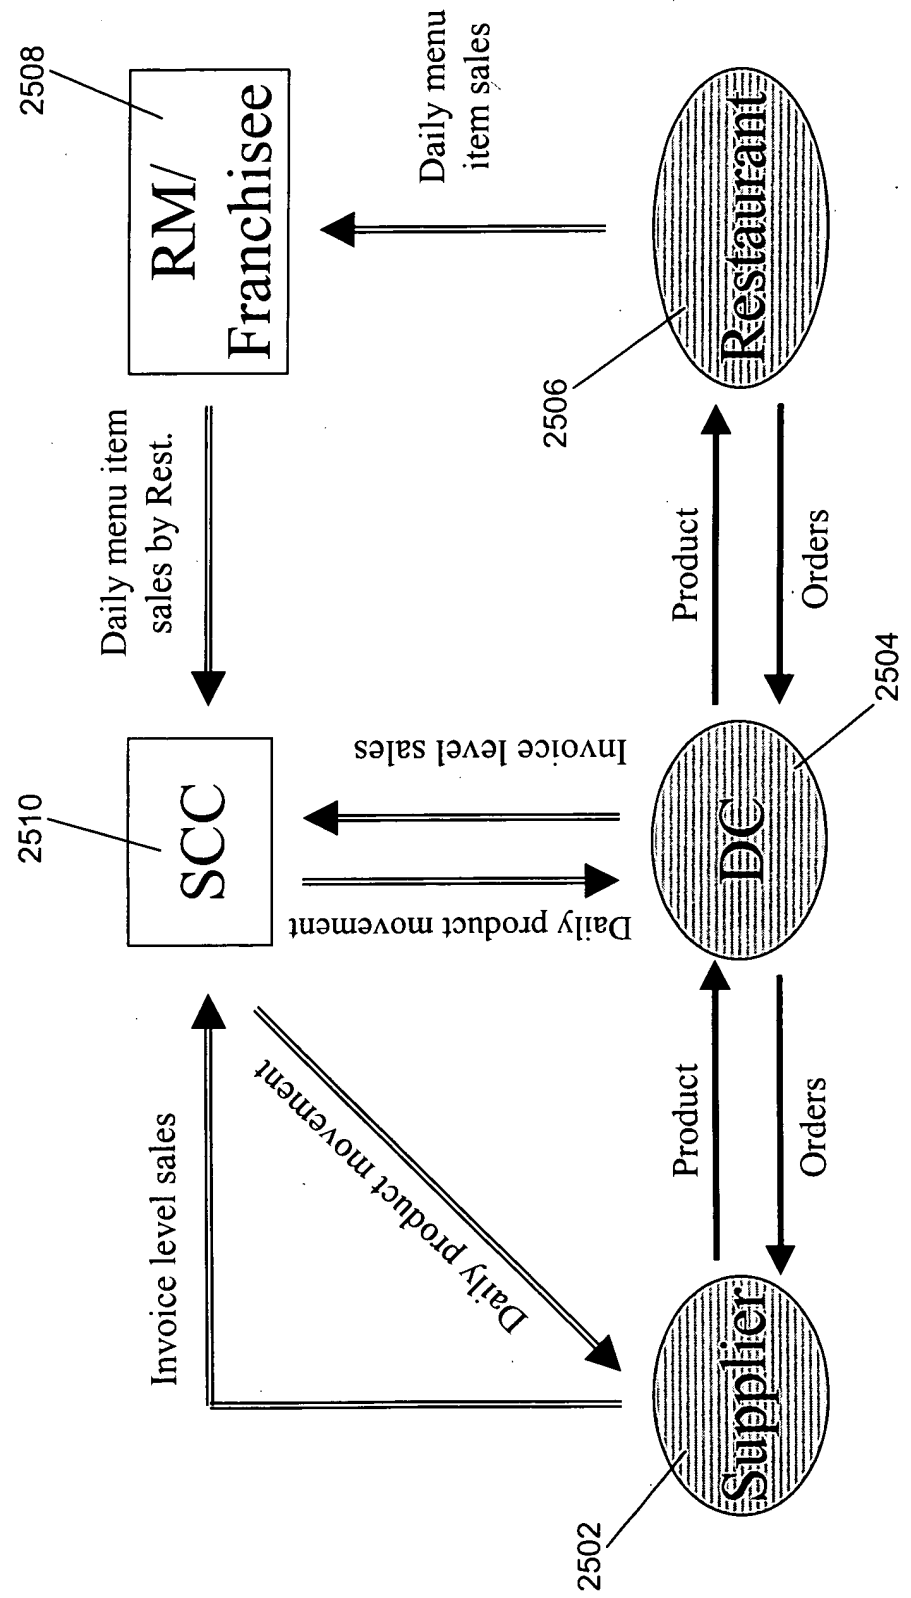 2510
2508
SCC
RM/
Franchisee
Invoice level sales
Daily menu item
sales by Rest.
Daily product movement
Daily product movement
Invoice level sales
Daily menu
item sales
2502
2506
Supplier
Product
Orders
DC
2504
Product
Orders
Restaurant